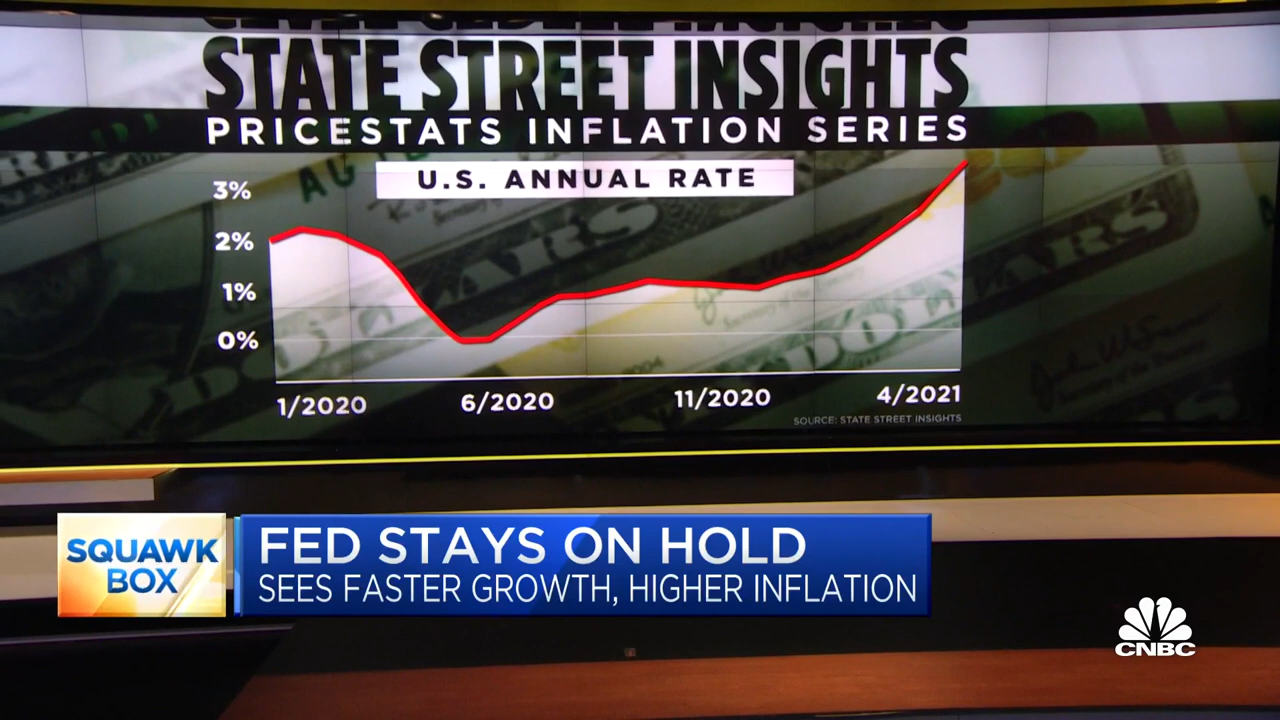 STATE STREET INSIGHTS
PRICESTATS INFLATION SERIES
U.S. ANNUAL RATE
3%
2%
1%
0%
1/2020
6/2020
11/2020
4/2021
SOURCE: STATE STREET INSIGHTS
SQUAWK
BOX
FED STAYS ON HOLD
SEES FASTER GROWTH, HIGHER INFLATION
CNBC